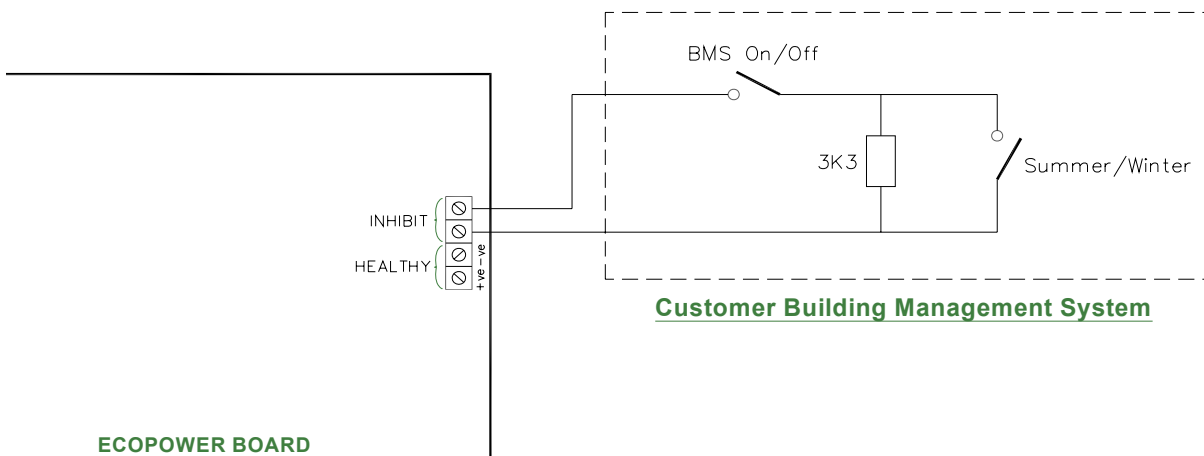 BMS On/Off
3K3
Summer/Winter
INHIBIT
HEALTHY
+ve -ve
Customer Building Management System
ECOPOWER BOARD